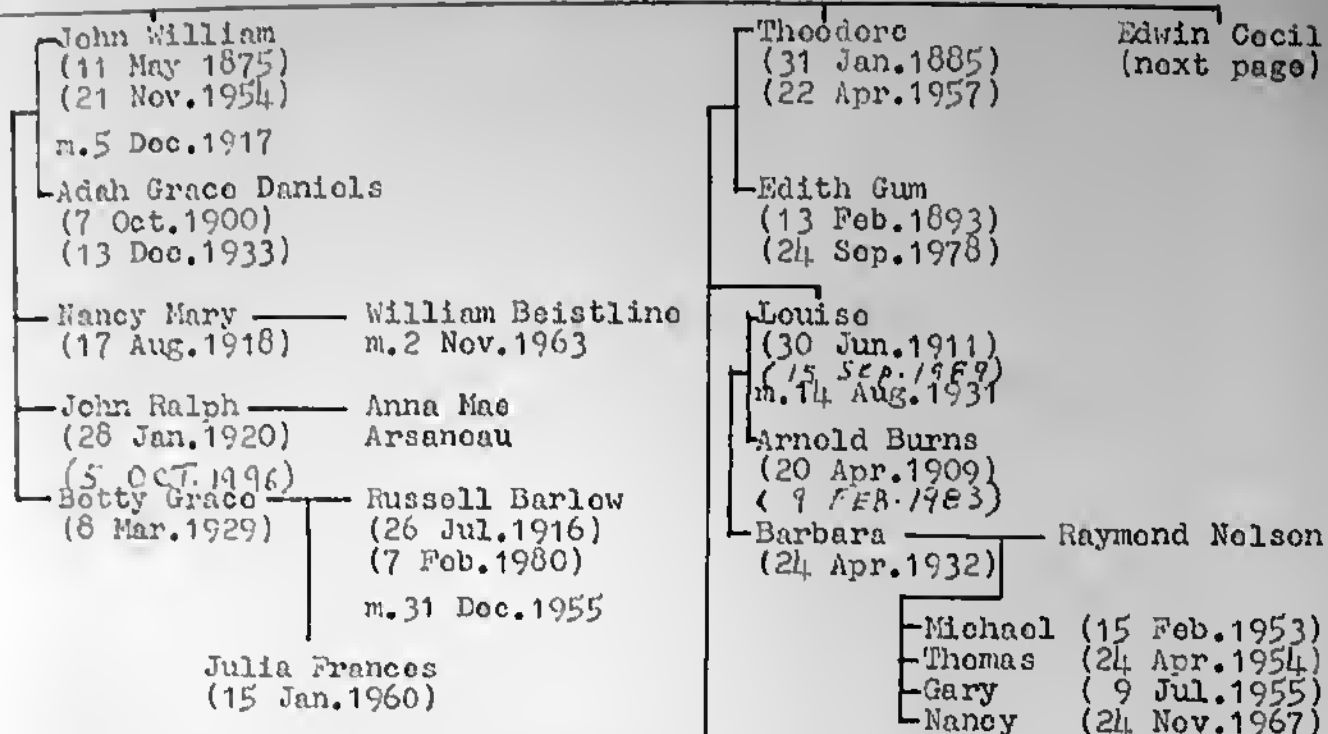 John William
(11 May 1875)
(21 Nov.1954)
m.5 Dec.1917
Adah Grace Daniels
(7 Oct.1900)
(13 Dec.1933)
Nancy Mary
(17 Aug.1918)
William Beistline
m.2 Nov.1963
John Ralph
(28 Jan.1920)
(5 OCT.1996)
Anna Mae
Arseneau
Betty Grace
(8 Mar.1929)
Russell Barlow
(26 Jul.1916)
(7 Feb.1980)
m.31 Dec.1955
Julia Frances
(15 Jan.1960)
Theodore
(31 Jan.1885)
(22 Apr.1957)
Edith Gum
(13 Feb.1893)
(24 Sep.1978)
Louise
(30 Jun.1911)
(15 SEP.1989)
m.14 Aug.1931
Arnold Burns
(20 Apr.1909)
(9 FEB.1983)
Barbara
(24 Apr.1932)
Raymond Nelson
Michael (15 Feb.1953)
Thomas (24 Apr.1954)
Gary ( 9 Jul.1955)
Nancy (24 Nov.1967)
Edwin Cecil
(next page)